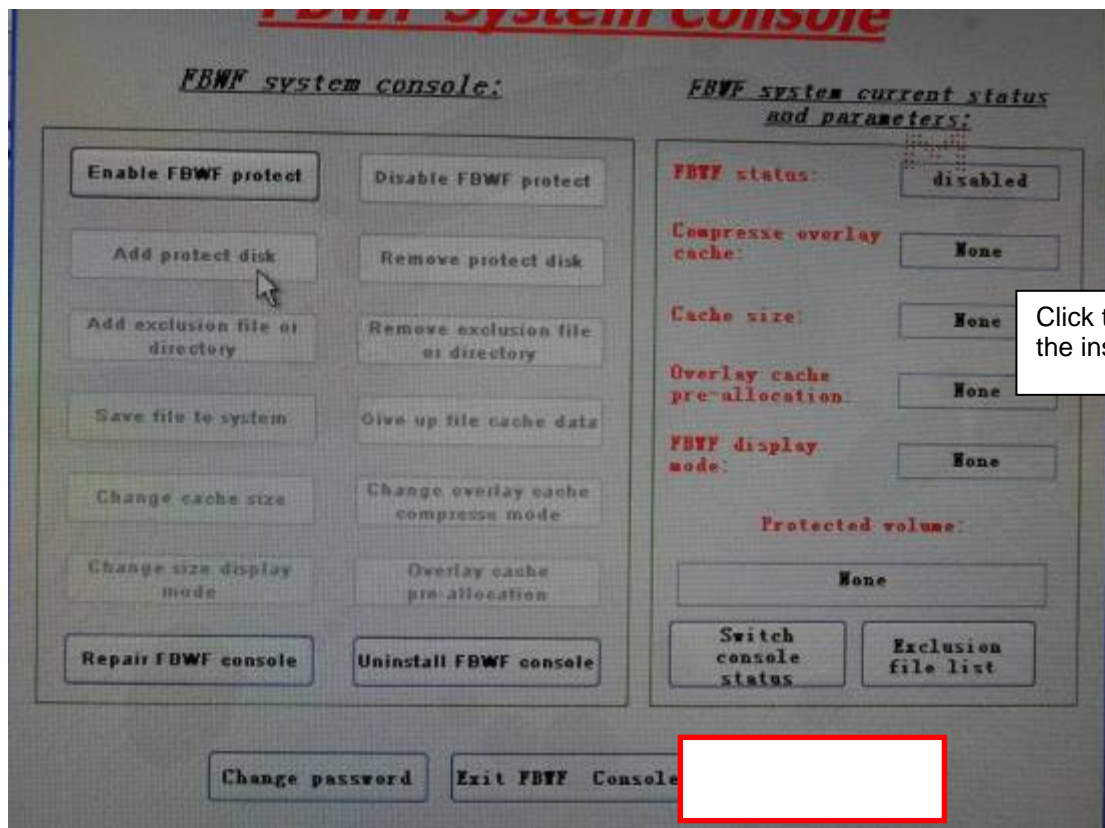 FBWF System Console
FBWF system console:
FBWF system current status
and parameters:
Enable FBWF protect
Disable FBWF protect
FBWF status:
disabled
Add protect disk
Remove protect disk
Compresse overlay
cache:
None
Add exclusion file or
directory
Remove exclusion file
or directory
Cache size:
None
Click
the
Save file to system
Give up file cache data
Overlay cache
pre-allocation
None
Change cache size
Change overlay cache
compresse mode
FBWF display
mode:
None
Protected volume:
Change size display
mode
Overlay cache
pre-allocation
None
Repair FBWF console
Uninstall FBWF console
Switch
console
status
Exclusion
file list
Change password
Exit FBWF Console